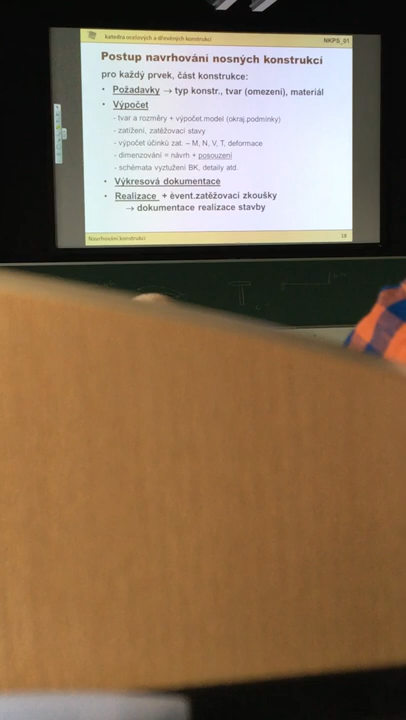 katedra ocelových a dřevěných konstrukcí
NKPS_01
Postup navrhování nosných konstrukcí
pro každý prvek, část konstrukce:
• Požadavky → typ konstr., tvar (omezení), materiál
• Výpočet
- tvar a rozměry + výpočet.model (okraj.podmínky)
- zatížení, zatěžovací stavy
- výpočet účinků zat. – M, N, V, T, deformace
- dimenzování = návrh + posouzení
- schémata vyztužení BK, detaily atd.
• Výkresová dokumentace
• Realizace + event.zatěžovací zkoušky
→ dokumentace realizace stavby
Navrhování konstrukcí